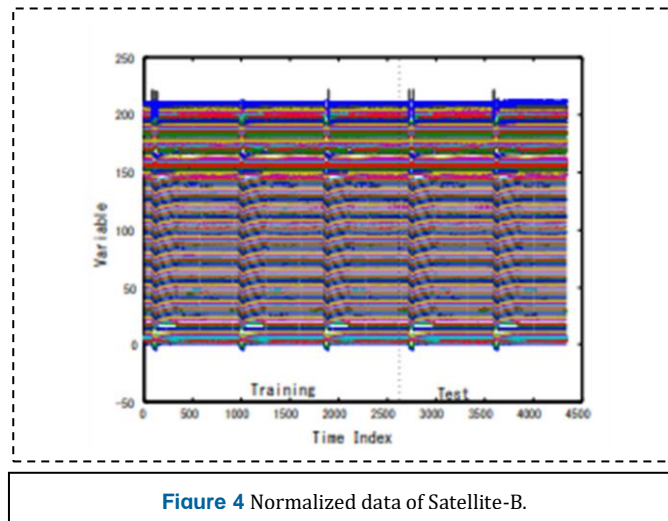 250
200
150
100
50
0
-50
Variable
Training
Test
0 500 1000 1500 2000 2500 3000 3500 4000 4500
Time Index
Figure 4 Normalized data of Satellite-B.